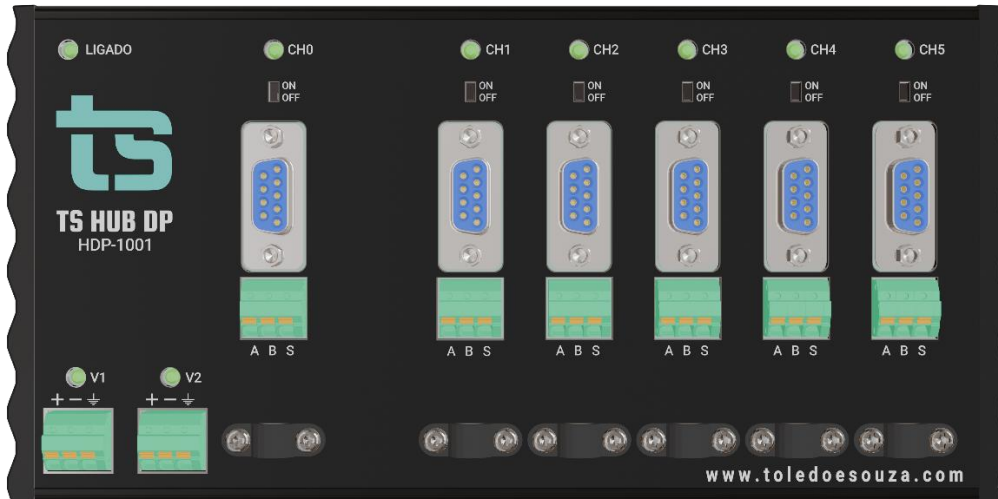 LIGADO
CH0
CH1
CH2
CH3
CH4
CH5
ON
OFF
ON
OFF
ON
OFF
ON
OFF
ON
OFF
ON
OFF
ts
TS HUB DP
HDP-1001
A B S
A B S
A B S
A B S
A B S
A B S
V1
V2
+ − ⏚
+ − ⏚
www.toledoesouza.com